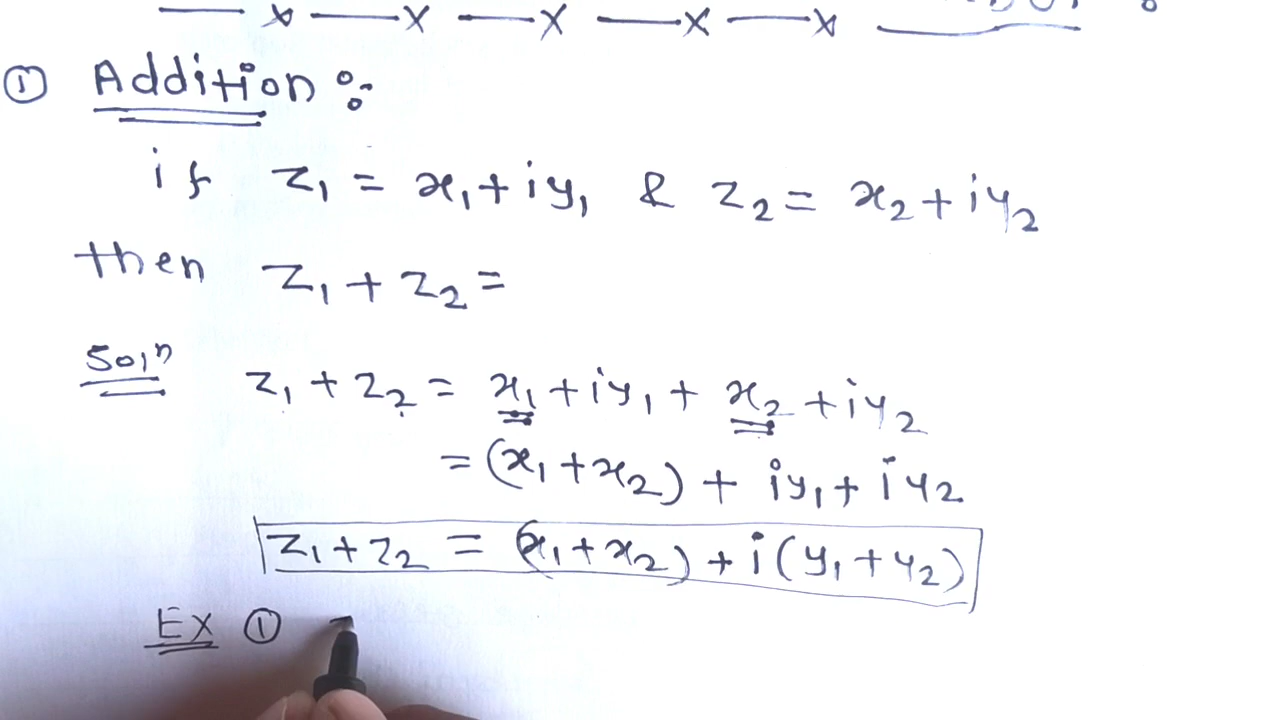 ① Addition :-
if z₁ = x₁ + iy₁ & z₂ = x₂ + iy₂
then z₁ + z₂ =
Solⁿ z₁ + z₂ = x₁ + iy₁ + x₂ + iy₂
= (x₁ + x₂) + iy₁ + iy₂
z₁ + z₂ = (x₁ + x₂) + i(y₁ + y₂)
EX ①